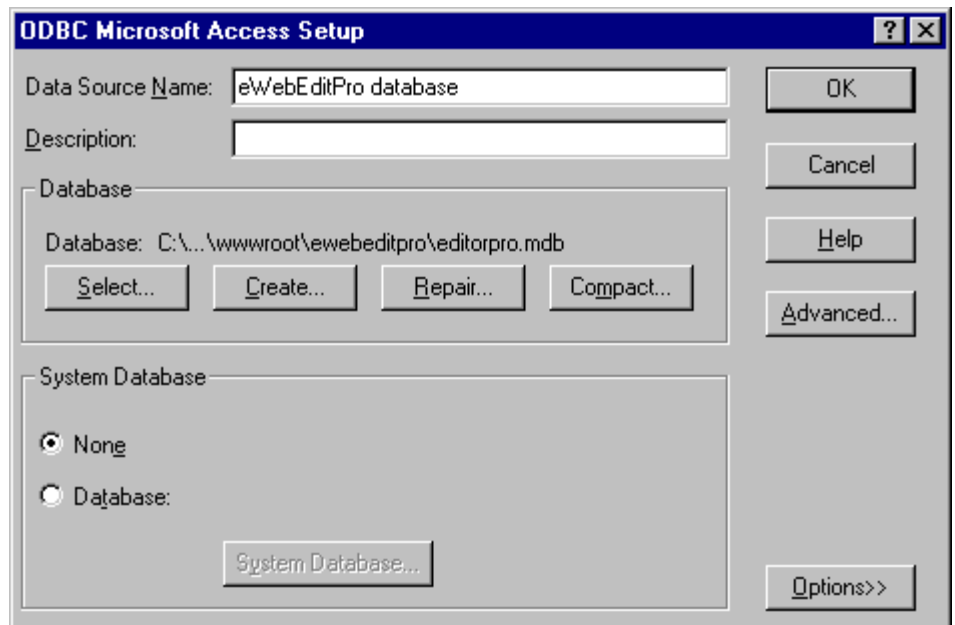 ODBC Microsoft Access Setup
Data Source Name: eWebEditPro database
OK
Description:
Cancel
Database
Database: C:\...\wwwroot\ewebeditpro\editorpro.mdb
Help
Select... Create... Repair... Compact...
Advanced...
System Database
None
Database:
System Database...
Options>>